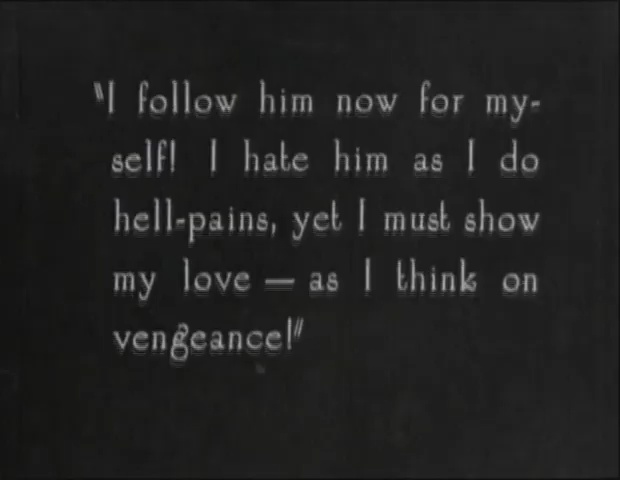 "I follow him now for my-
self! I hate him as I do
hell-pains, yet I must show
my love — as I think on
vengeance!"